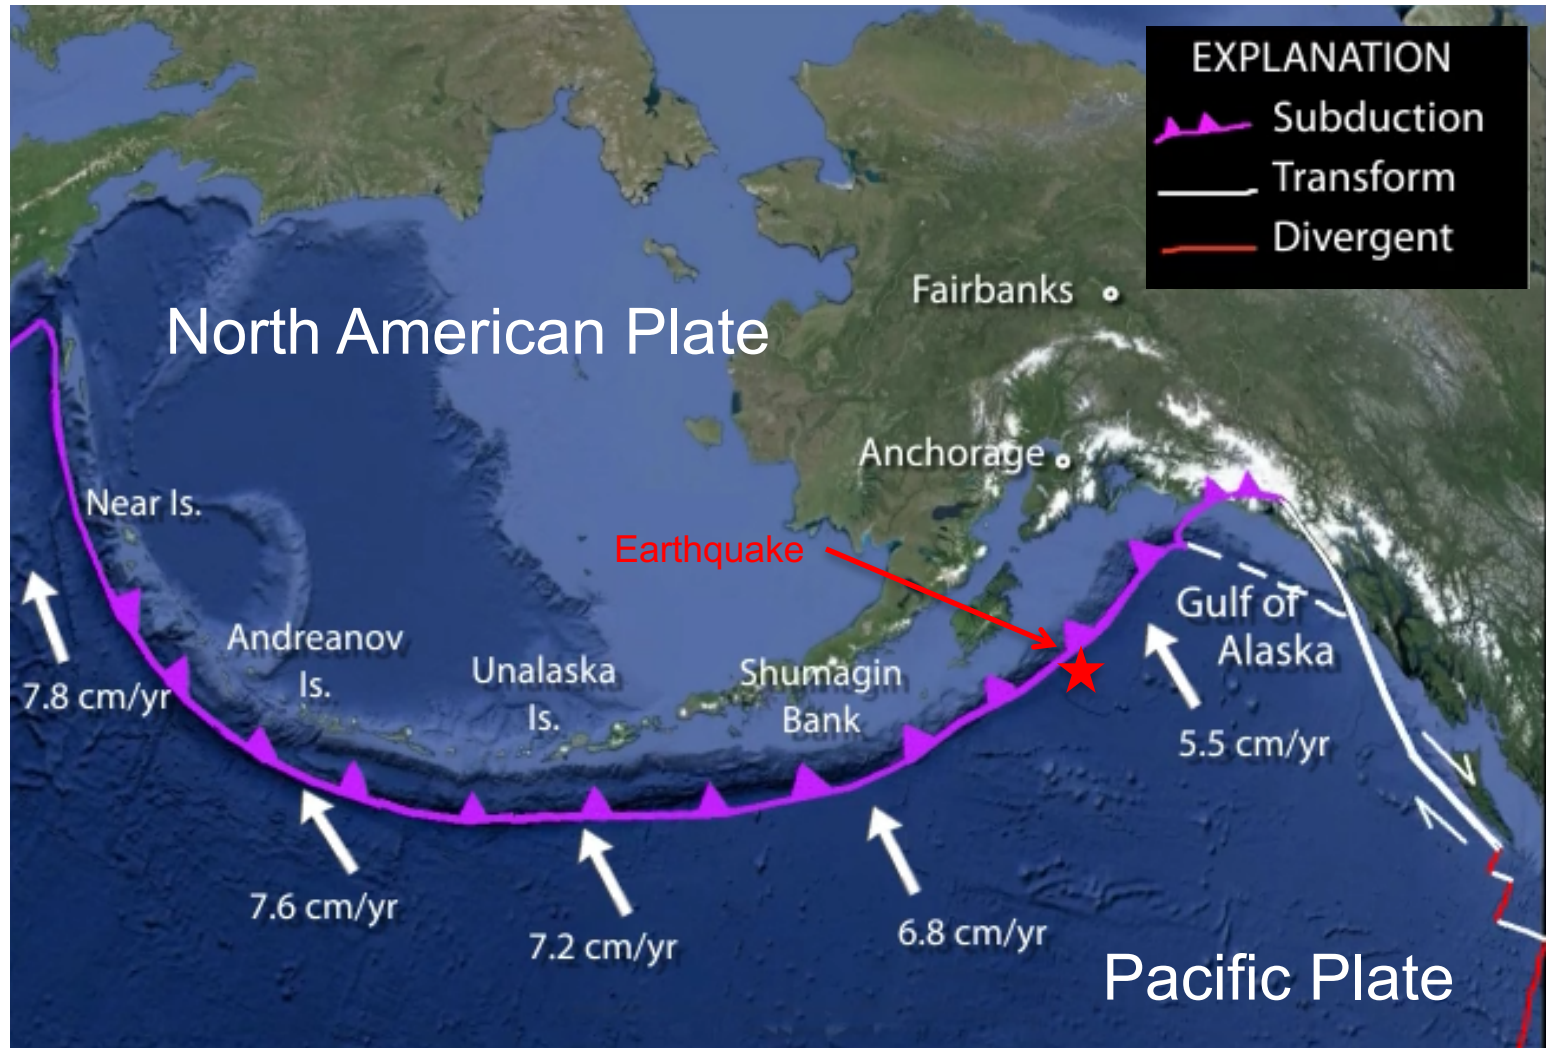 EXPLANATION
Subduction
Transform
Divergent
Fairbanks
North American Plate
Anchorage
Near Is.
Earthquake
Gulf of
Alaska
Andreanov
Is.
Unalaska
Is.
Shumagin
Bank
7.8 cm/yr
5.5 cm/yr
7.6 cm/yr
7.2 cm/yr
6.8 cm/yr
Pacific Plate